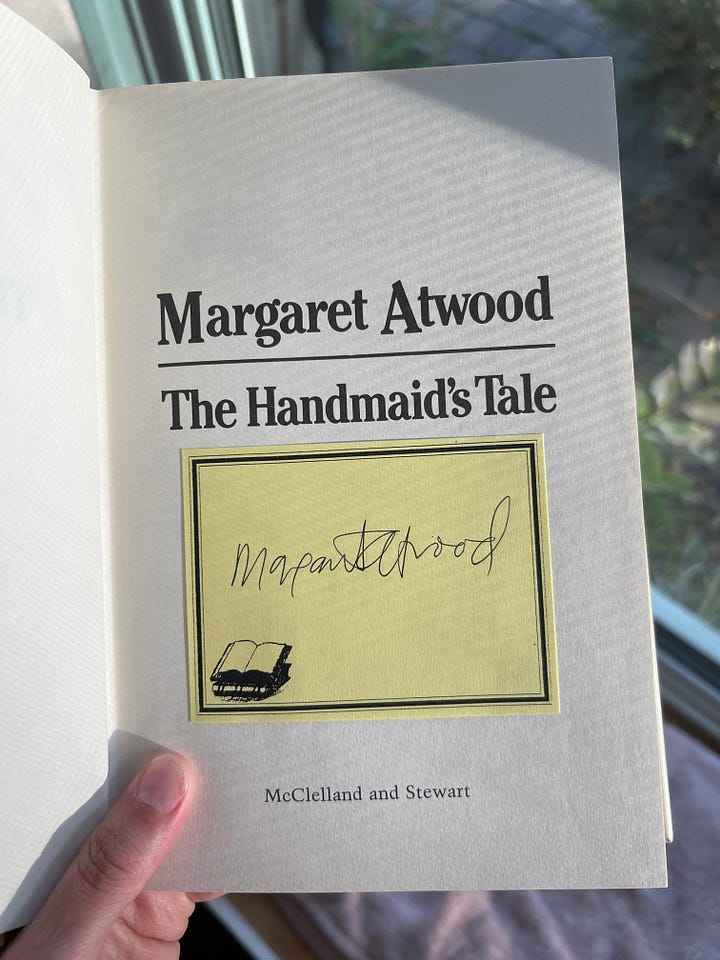 Margaret Atwood
The Handmaid's Tale
Margaret Atwood
McClelland and Stewart